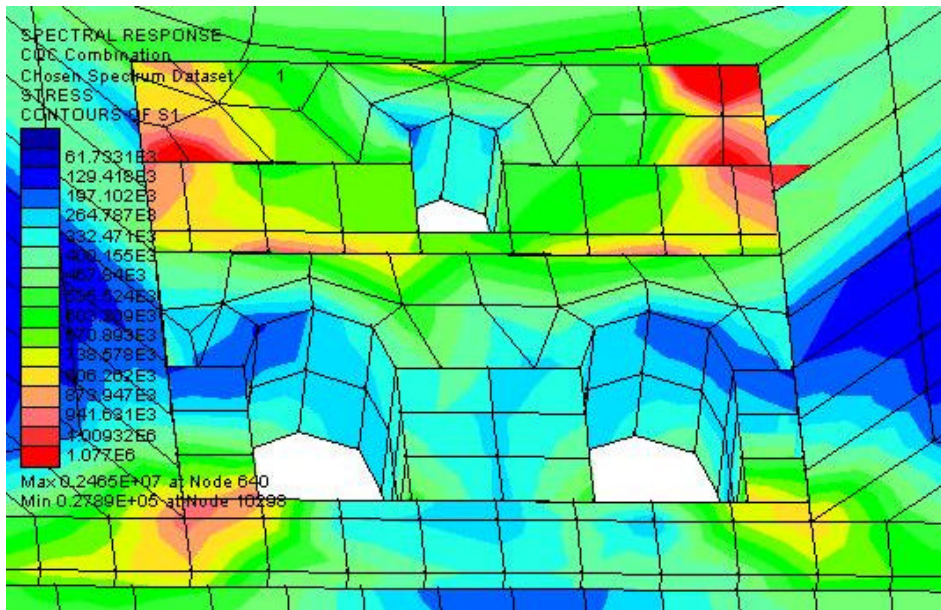 SPECTRAL RESPONSE
CQC Combination
Chosen Spectrum Dataset 1
STRESS
CONTOURS OF S1
61.7331E3
129.418E3
197.102E3
264.787E3
332.471E3
400.155E3
467.84E3
535.524E3
603.209E3
670.893E3
738.578E3
806.262E3
873.947E3
941.631E3
1.00932E6
1.077E6
Max 0.2465E+07 at Node 640
Min 0.2789E+05 at Node 10298